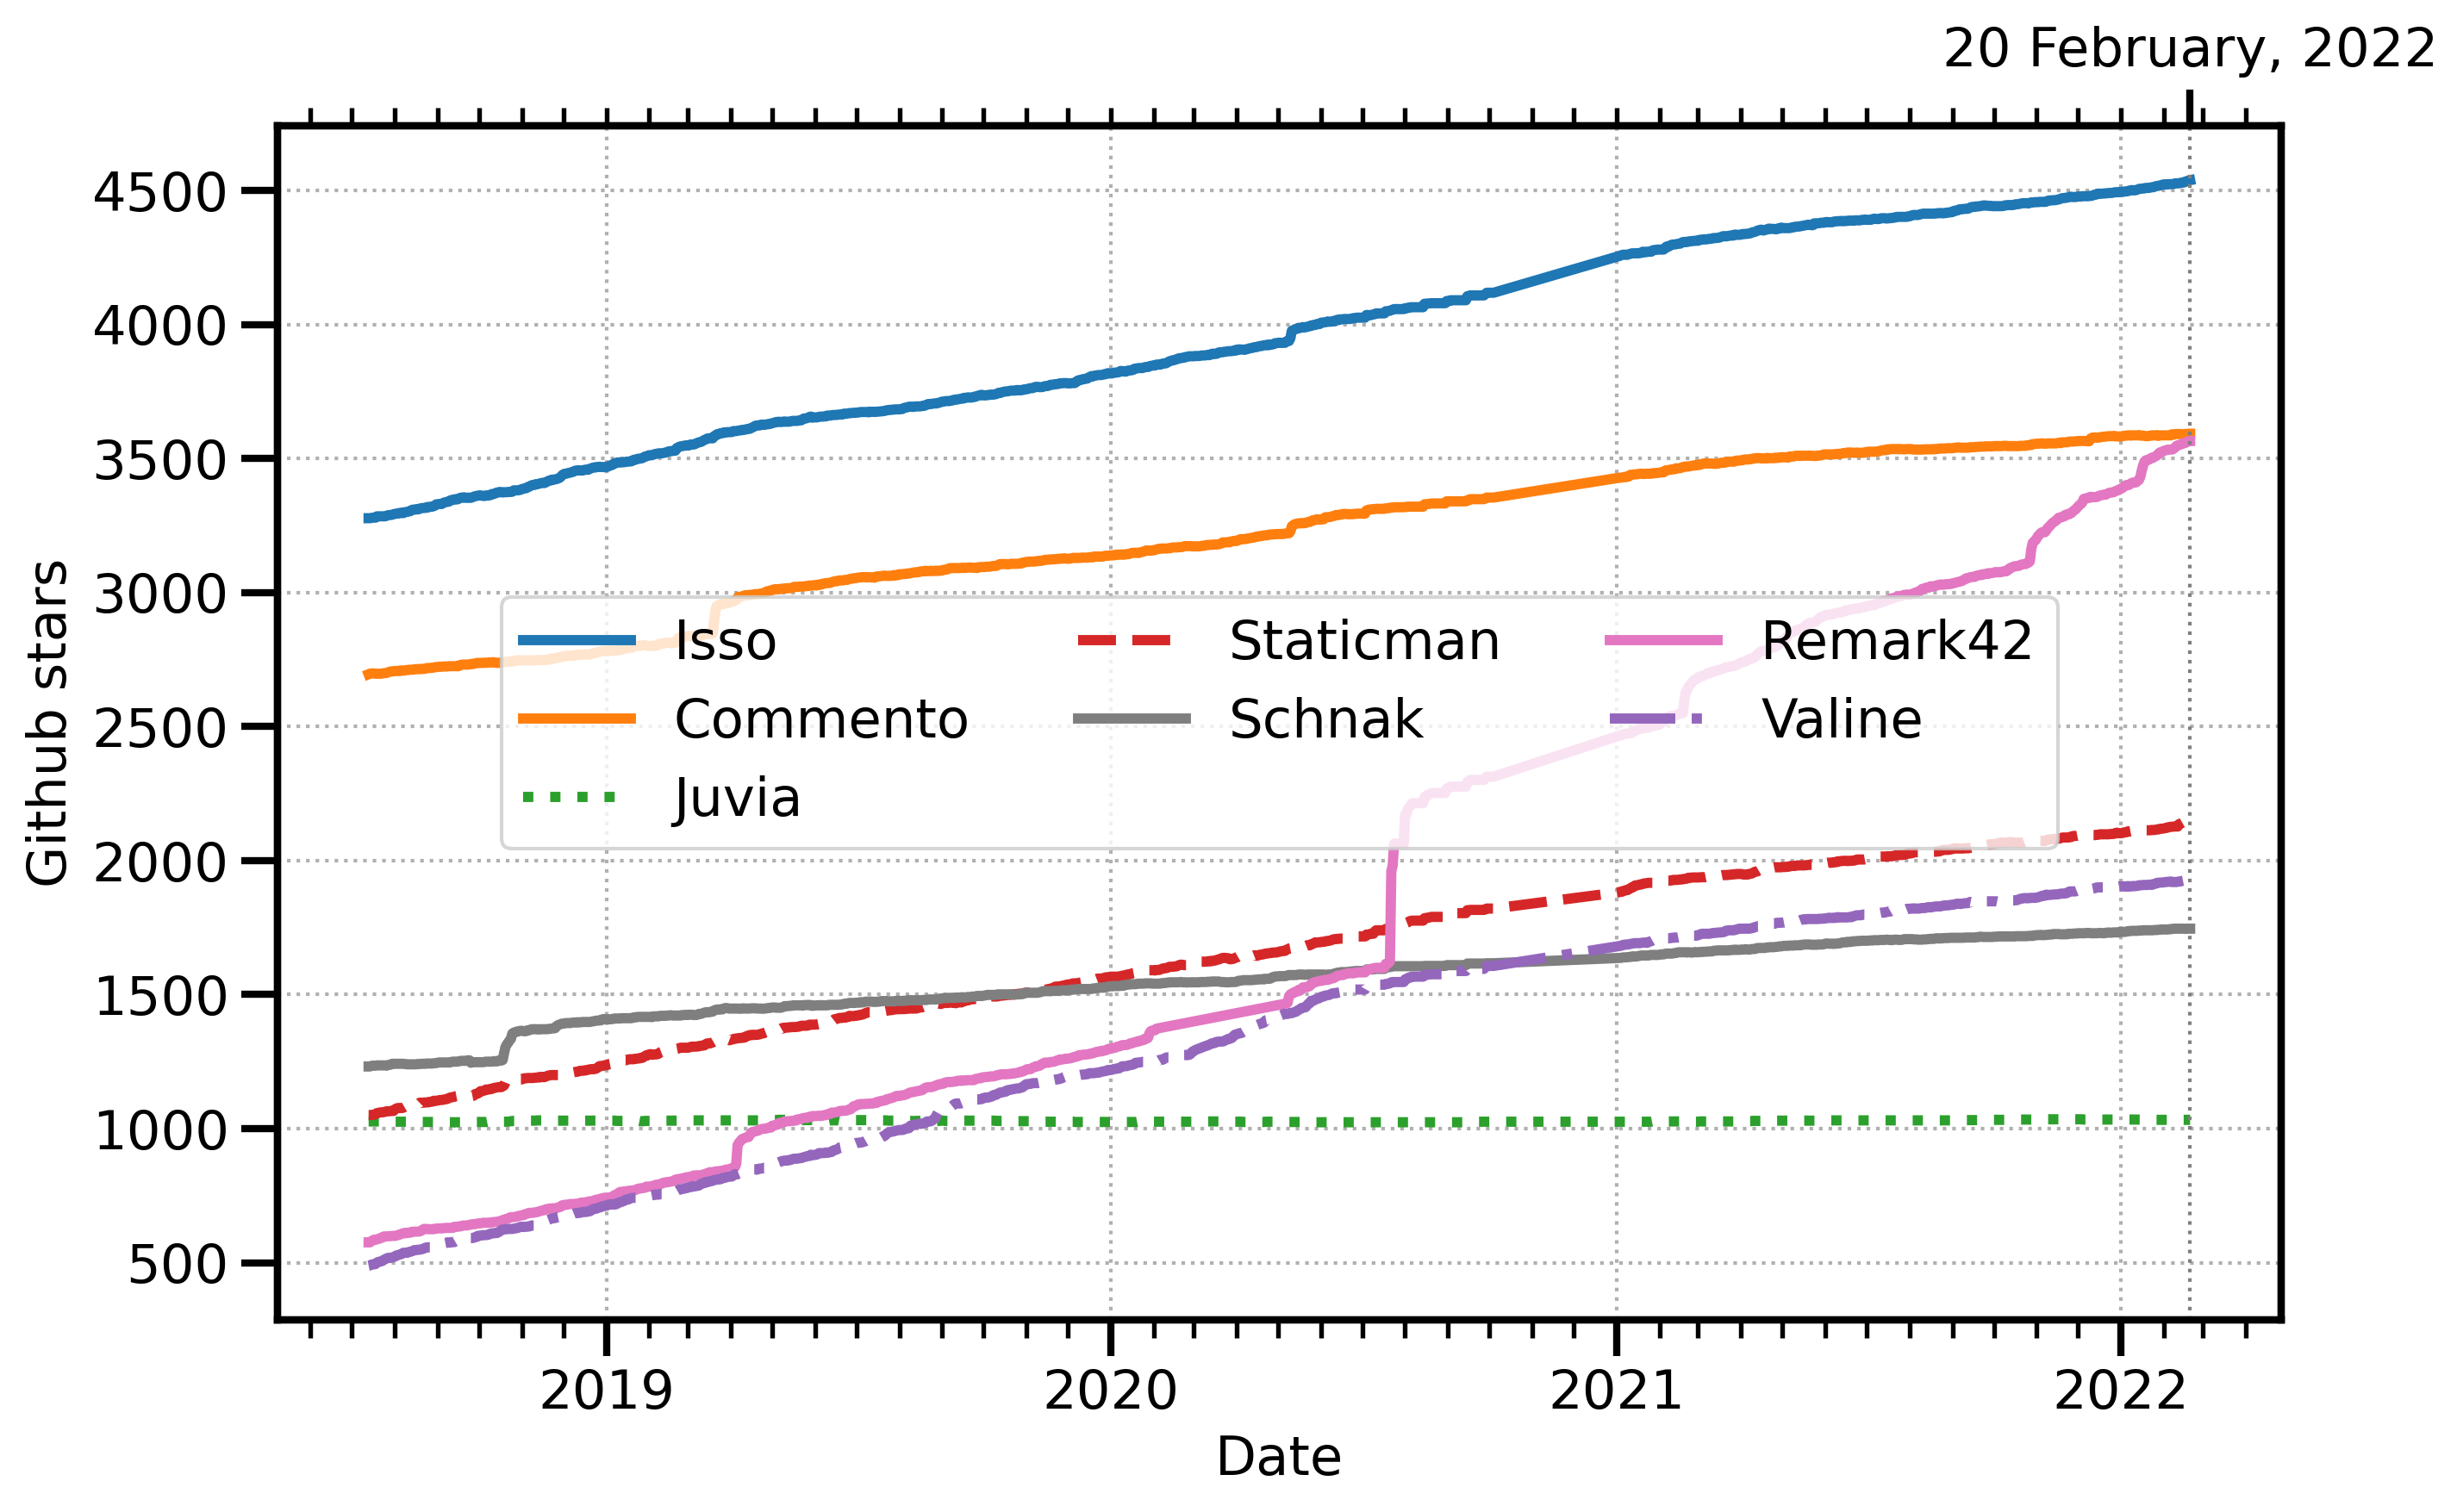 20 February, 2022
4500
4000
3500
3000
2500
2000
1500
1000
500
Github stars
Isso
Commento
Juvia
Staticman
Schnak
Remark42
Valine
2019 2020 2021 2022
Date